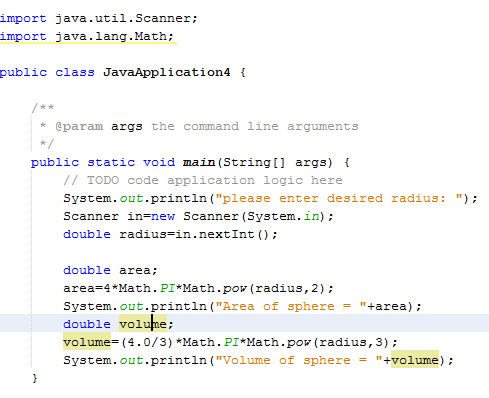 import java.util.Scanner;
import java.lang.Math;
public class JavaApplication4 {
/**
* @param args the command line arguments
*/
public static void main(String[] args) {
// TODO code application logic here
System.out.println("please enter desired radius: ");
Scanner in=new Scanner(System.in);
double radius=in.nextInt();
double area;
area=4*Math.PI*Math.pow(radius,2);
System.out.println("Area of sphere = "+area);
double volume;
volume=(4.0/3)*Math.PI*Math.pow(radius,3);
System.out.println("Volume of sphere = "+volume);
}